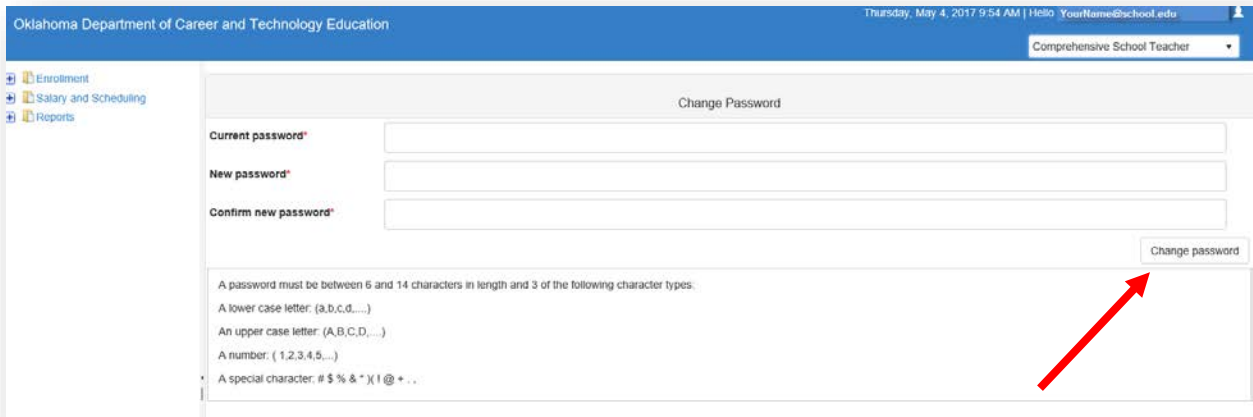 Oklahoma Department of Career and Technology Education
Thursday, May 4, 2017 9:54 AM | Hello YourName@school.edu
Comprehensive School Teacher
Enrollment
Salary and Scheduling
Reports
Change Password
Current password*
New password*
Confirm new password*
Change password
A password must be between 6 and 14 characters in length and 3 of the following character types:
A lower case letter: (a,b,c,d,....)
An upper case letter: (A,B,C,D,....)
A number: ( 1,2,3,4,5,...)
A special character: # $ % & * )( ! @ + . ,